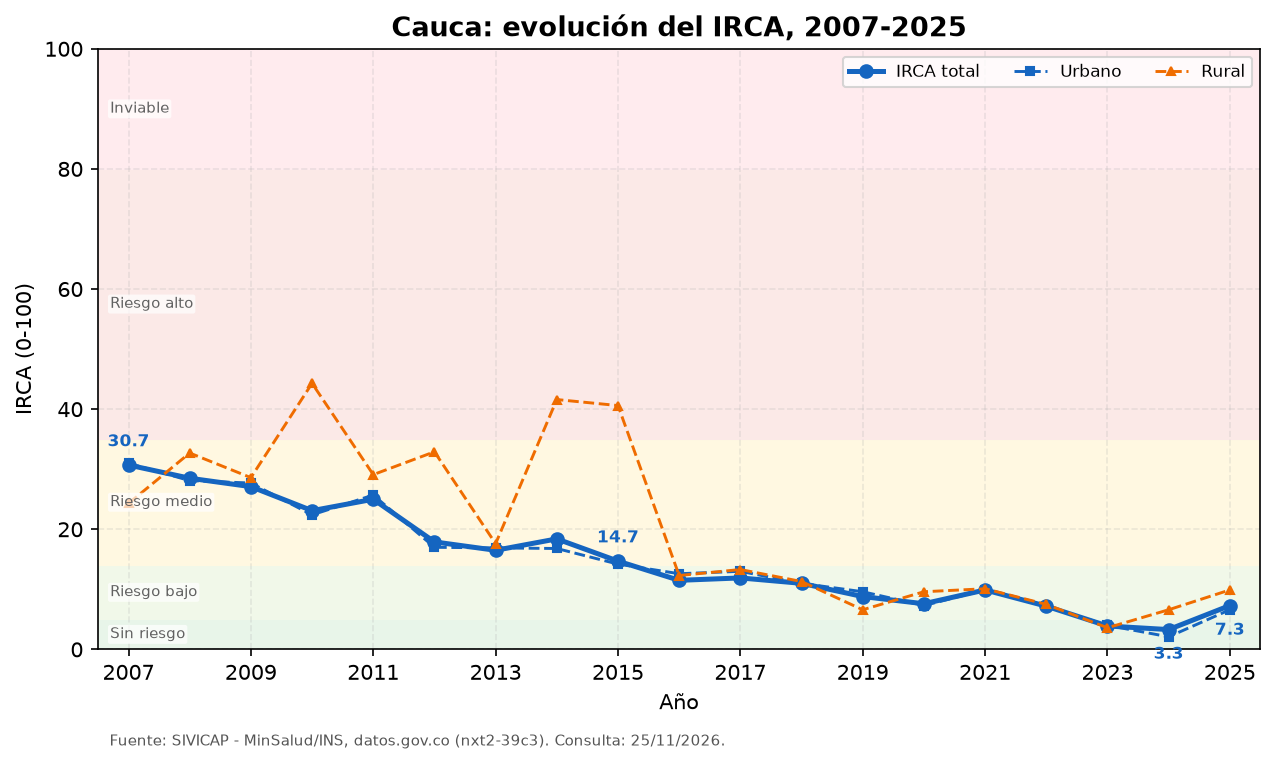 Cauca: evolución del IRCA, 2007-2025
IRCA total
Urbano
Rural
IRCA (0-100)
100
80
60
40
20
0
Inviable
Riesgo alto
Riesgo medio
Riesgo bajo
Sin riesgo
30.7
14.7
3.3
7.3
2007
2009
2011
2013
2015
2017
2019
2021
2023
2025
Año
Fuente: SIVICAP - MinSalud/INS, datos.gov.co (nxt2-39c3). Consulta: 25/11/2026.